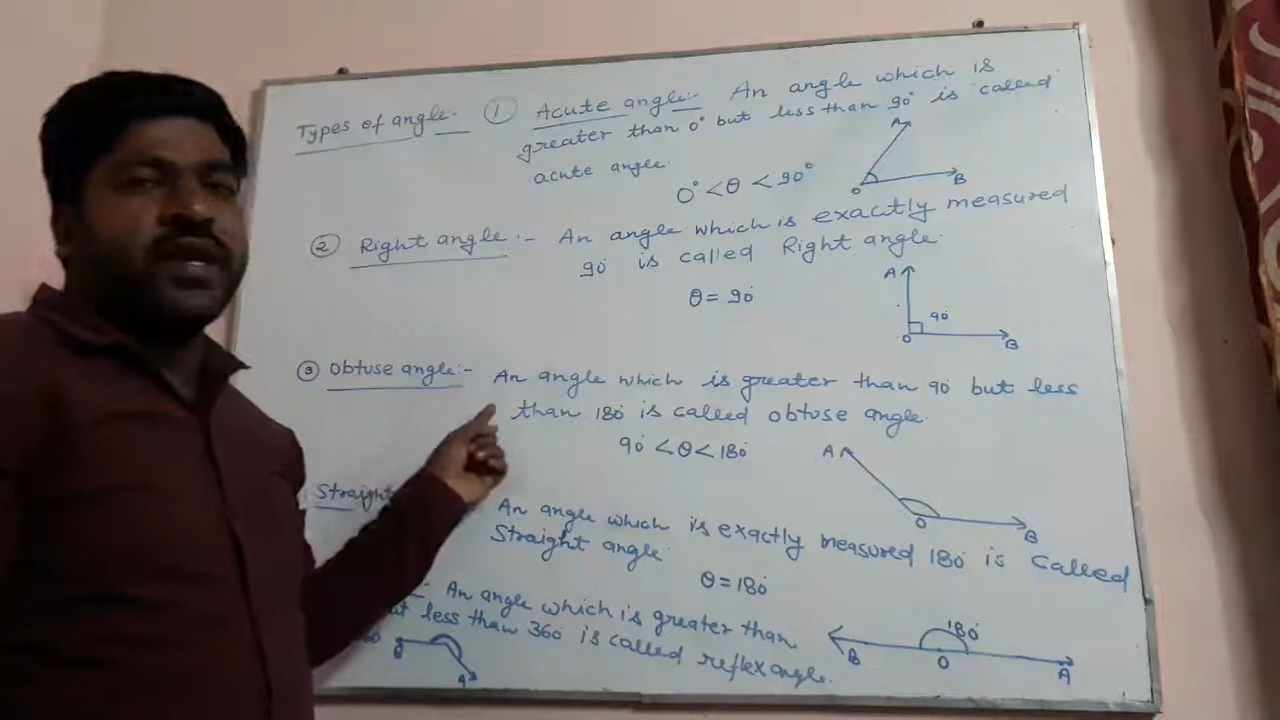 Types of angle:- ① Acute angle:- An angle which is
greater than 0° but less than 90° is called
acute angle.
0° < θ < 90°
A
O
B
② Right angle :- An angle which is exactly measured
90° is called Right angle.
θ = 90°
A
90°
O
B
③ Obtuse angle:- An angle which is greater than 90° but less
than 180° is called obtuse angle.
90° < θ < 180°
A
O
B
Straight
An angle which is exactly measured 180° is called
Straight angle.
θ = 180°
180°
B
O
A
An angle which is greater than
less than 360° is called reflex angle.
B
A